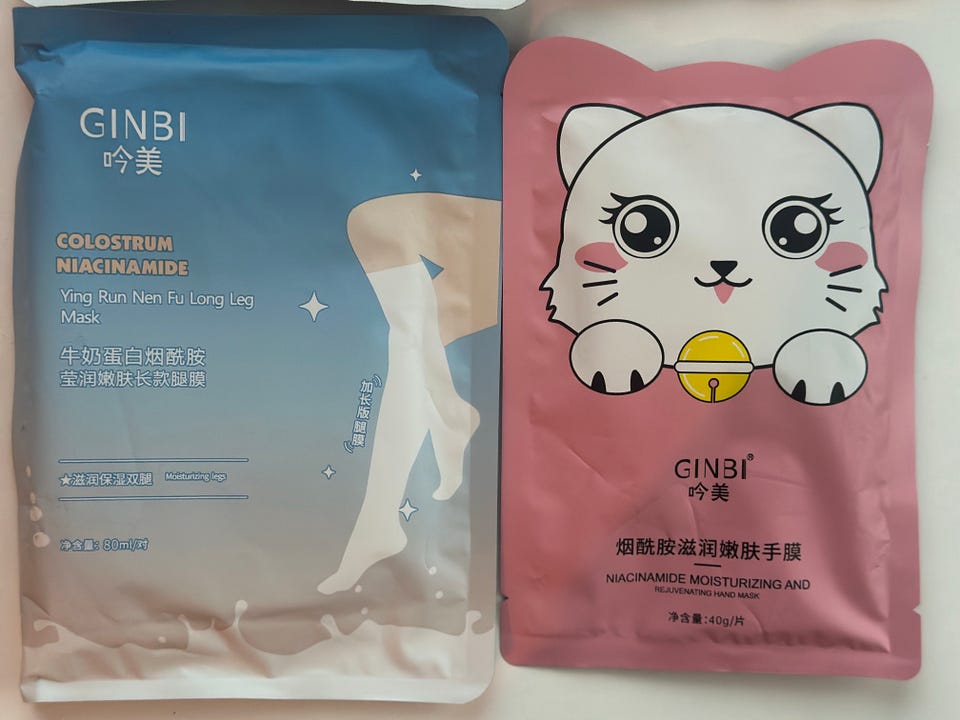 GINBI
吟美
COLOSTRUM
NIACINAMIDE
Ying Run Nen Fu Long Leg
Mask
牛奶蛋白烟酰胺
莹润嫩肤长款腿膜
加长版腿膜
★滋润保湿双腿 Moisturizing legs
净含量: 80ml/对
GINBI®
吟美
烟酰胺滋润嫩肤手膜
NIACINAMIDE MOISTURIZING AND
REJUVENATING HAND MASK
净含量:40g/片